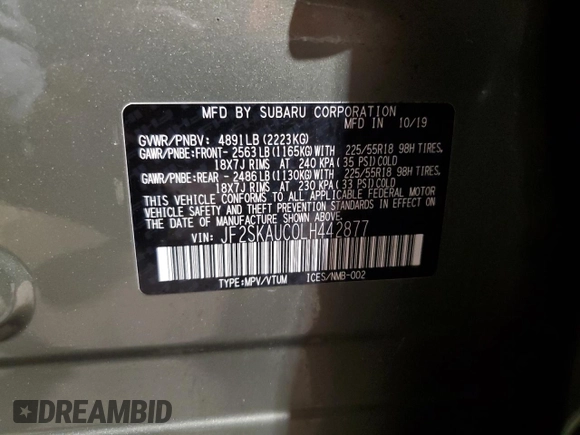 MFD BY SUBARU CORPORATION
MFD IN 10/19
GVWR/PNBV: 4891LB(2223KG)
GAWR/PNBE:FRONT- 2563LB(1165KG)WITH 225/55R18 98H TIRES,
18X7J RIMS AT 240 KPA(35 PSI)COLD
GAWR/PNBE:REAR -2486LB(1130KG)WITH 225/55R18 98H TIRES,
18X7J RIMS AT 230 KPA(33 PSI)COLD
THIS VEHICLE CONFORMS TO ALL APPLICABLE FEDERAL MOTOR
VEHICLE SAFETY AND THEFT PREVENTION STANDARDS IN EFFECT ON
THE DATE OF MANUFACTURE SHOWN ABOVE.
VIN: JF2SKAUC0LH442877
TYPE:MPV/VTUM ICES/NMB-002
DREAMBID